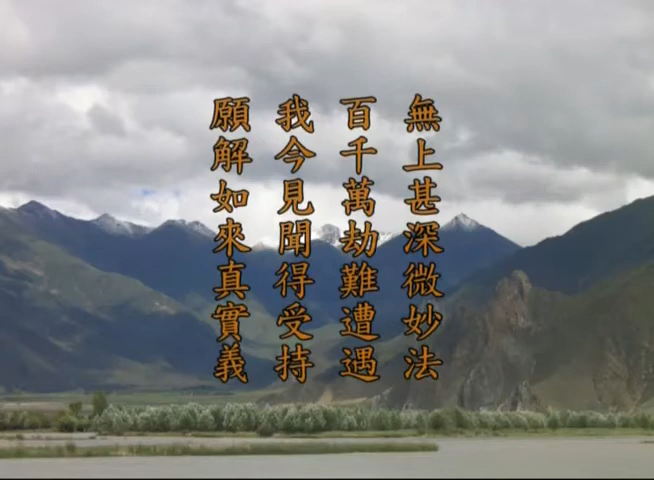 無上甚深微妙法
百千萬劫難遭遇
我今見聞得受持
願解如來真實義